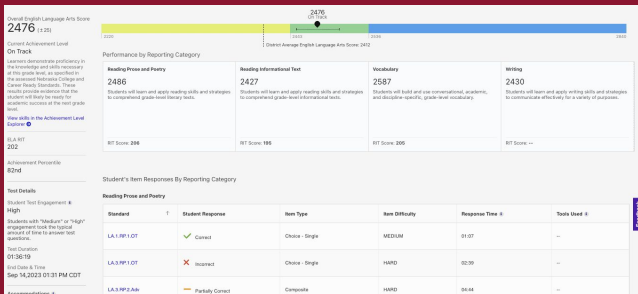 Overall English Language Arts Score
2476 (±25)
Current Achievement Level
On Track
Learners demonstrate proficiency in
the knowledge and skills necessary
at this grade level, as specified in
the assessed Nebraska College and
Career Ready Standards. These
results provide evidence that the
student will likely be ready for
academic success at the next grade
level.
View skills in the Achievement Level
Explorer
ELA RIT
202
Achievement Percentile
82nd
Test Details
Student Test Engagement
High
Students with "Medium" or "High"
engagement took the typical
amount of time to answer test
questions.
Test Duration
01:36:19
End Date & Time
Sep 14,2023 01:31 PM CDT
Accommodations
2476
On Track
2220
District Average English Language Arts Score: 2412
Performance by Reporting Category
Reading Prose and Poetry
2486
Students will learn and apply reading skills and strategies
to comprehend grade-level literary texts.
RIT Score: 206
Reading Informational Text
2427
Students will learn and apply reading skills and strategies
to comprehend grade-level informational texts.
RIT Score: 195
Vocabulary
2587
Students will build and use conversational, academic,
and discipline-specific, grade-level vocabulary.
RIT Score: 205
Writing
2430
Students will learn and apply writing skills and strategies
to communicate effectively for a variety of purposes.
RIT Score: --
Student's Item Responses By Reporting Category
Reading Prose and Poetry
Standard ↑ Student Response Item Type Item Difficulty Response Time Tools Used
LA.1.RP.1.OT Correct Choice - Single MEDIUM 01:07 --
LA.3.RP.1.OT Incorrect Choice - Single HARD 02:39 --
LA.3.RP.2.Adv Partially Correct Composite HARD 04:44 --